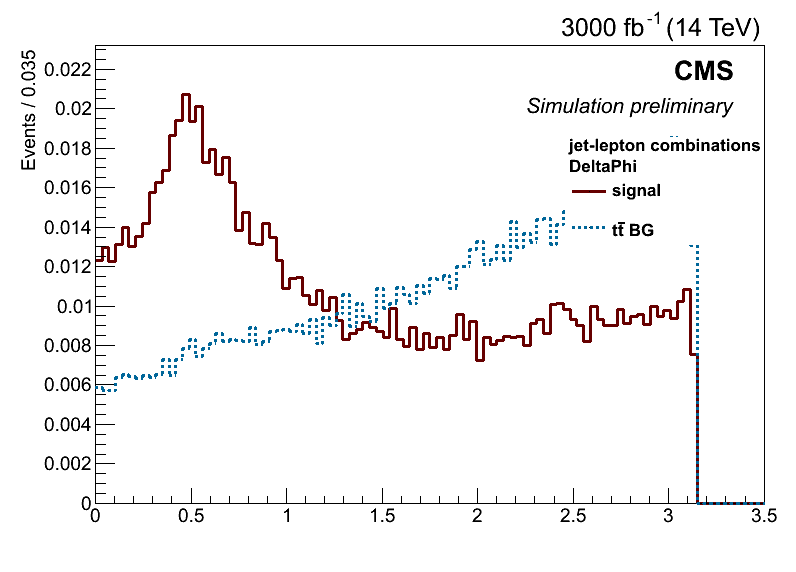 3000 fb-1 (14 TeV)
CMS
Simulation preliminary
jet-lepton combinations
DeltaPhi
signal
tt̄ BG
Events / 0.035
0.022
0.02
0.018
0.016
0.014
0.012
0.01
0.008
0.006
0.004
0.002
0
0 0.5 1 1.5 2 2.5 3 3.5